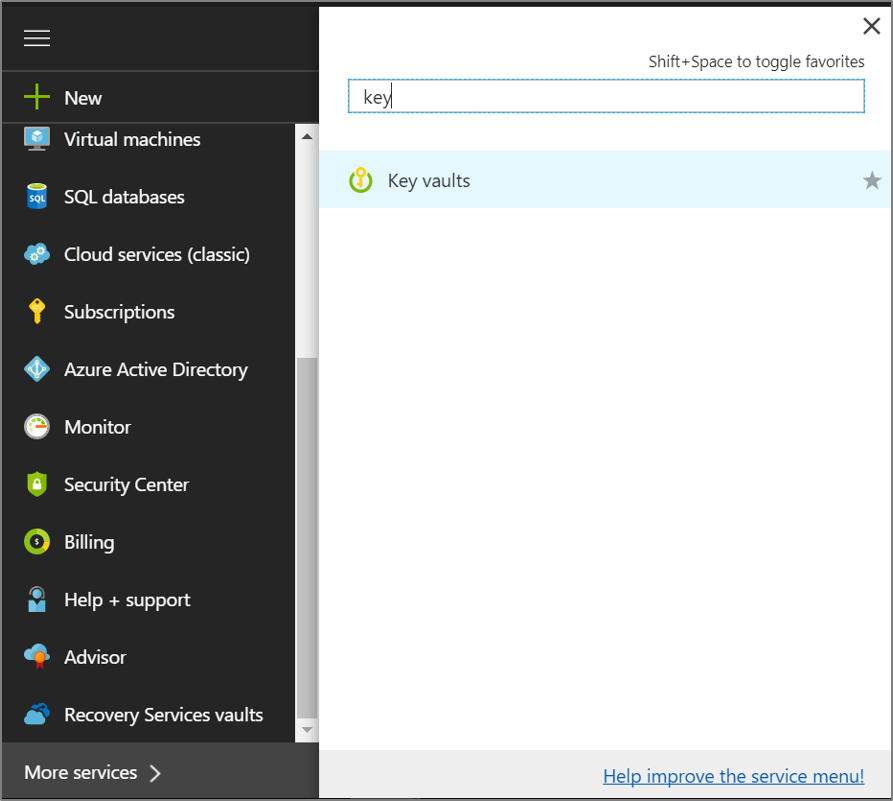 New
Virtual machines
SQL databases
SQL
Cloud services (classic)
Subscriptions
Azure Active Directory
Monitor
Security Center
$
Billing
Help + support
Advisor
Recovery Services vaults
More services
Shift+Space to toggle favorites
key
Key vaults
Help improve the service menu!